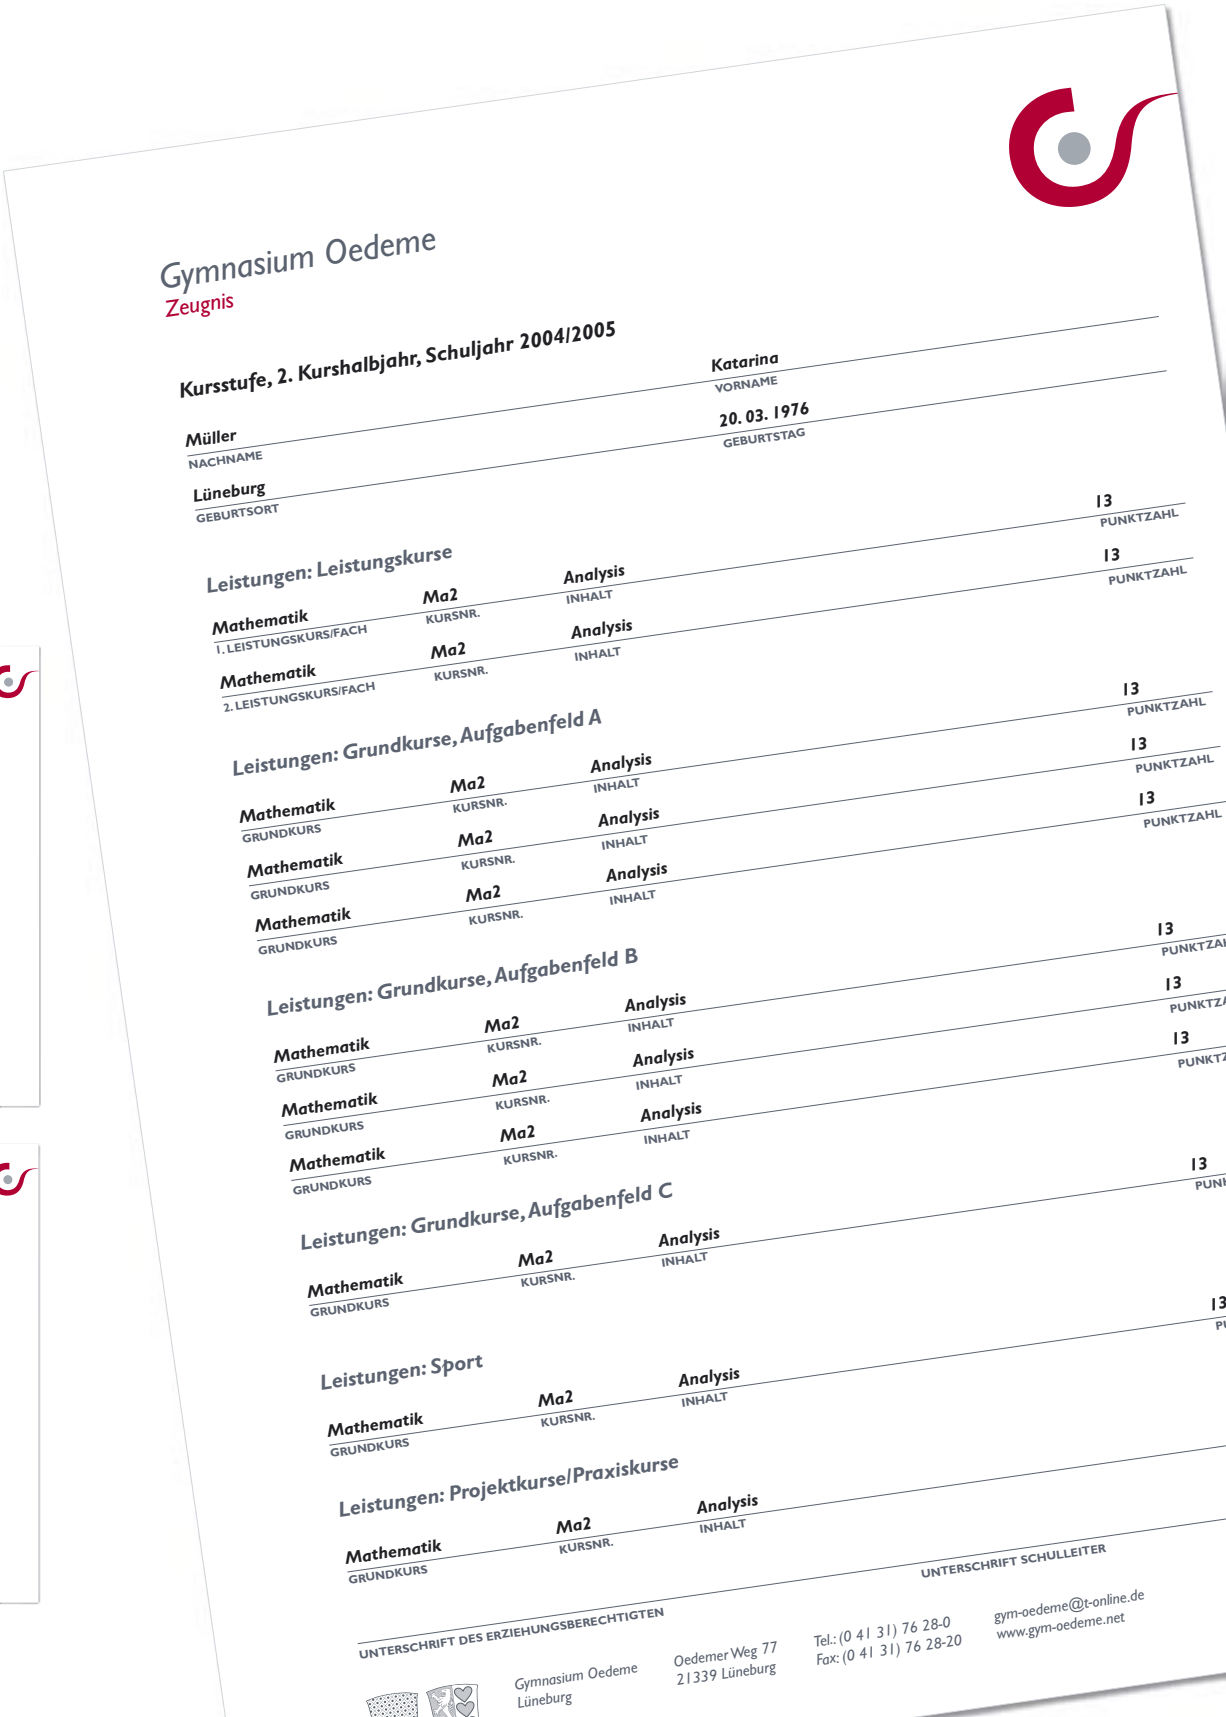 Gymnasium Oedeme
Zeugnis
Kursstufe, 2. Kurshalbjahr, Schuljahr 2004/2005
Müller Katarina
NACHNAME VORNAME
Lüneburg 20. 03. 1976
GEBURTSORT GEBURTSTAG
Leistungen: Leistungskurse
Mathematik Ma2 Analysis 13
1. LEISTUNGSKURS/FACH KURSNR. INHALT PUNKTZAHL
Mathematik Ma2 Analysis 13
2. LEISTUNGSKURS/FACH KURSNR. INHALT PUNKTZAHL
Leistungen: Grundkurse, Aufgabenfeld A
Mathematik Ma2 Analysis 13
GRUNDKURS KURSNR. INHALT PUNKTZAHL
Mathematik Ma2 Analysis 13
GRUNDKURS KURSNR. INHALT PUNKTZAHL
Mathematik Ma2 Analysis 13
GRUNDKURS KURSNR. INHALT PUNKTZAHL
Leistungen: Grundkurse, Aufgabenfeld B
Mathematik Ma2 Analysis 13
GRUNDKURS KURSNR. INHALT
Mathematik Ma2 Analysis 13
GRUNDKURS KURSNR. INHALT
Mathematik Ma2 Analysis 13
GRUNDKURS KURSNR. INHALT
Leistungen: Grundkurse, Aufgabenfeld C
Mathematik Ma2 Analysis 13
GRUNDKURS KURSNR. INHALT
Leistungen: Sport
Mathematik Ma2 Analysis 13
GRUNDKURS KURSNR. INHALT
Leistungen: Projektkurse/Praxiskurse
Mathematik Ma2 Analysis
GRUNDKURS KURSNR. INHALT
UNTERSCHRIFT DES ERZIEHUNGSBERECHTIGTEN UNTERSCHRIFT SCHULLEITER
Gymnasium Oedeme Oedemer Weg 77 Tel.: (0 41 31) 76 28-0 gym-oedeme@t-online.de
Lüneburg 21339 Lüneburg Fax: (0 41 31) 76 28-20 www.gym-oedeme.net